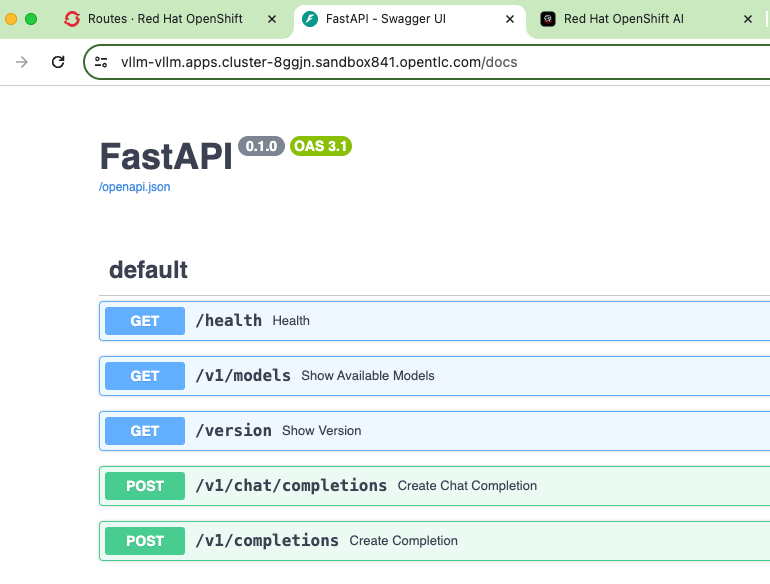 Routes · Red Hat OpenShift
FastAPI - Swagger UI
Red Hat OpenShift AI
vllm-vllm.apps.cluster-8ggjn.sandbox841.opentlc.com/docs
FastAPI 0.1.0 OAS 3.1
/openapi.json
default
GET /health Health
GET /v1/models Show Available Models
GET /version Show Version
POST /v1/chat/completions Create Chat Completion
POST /v1/completions Create Completion